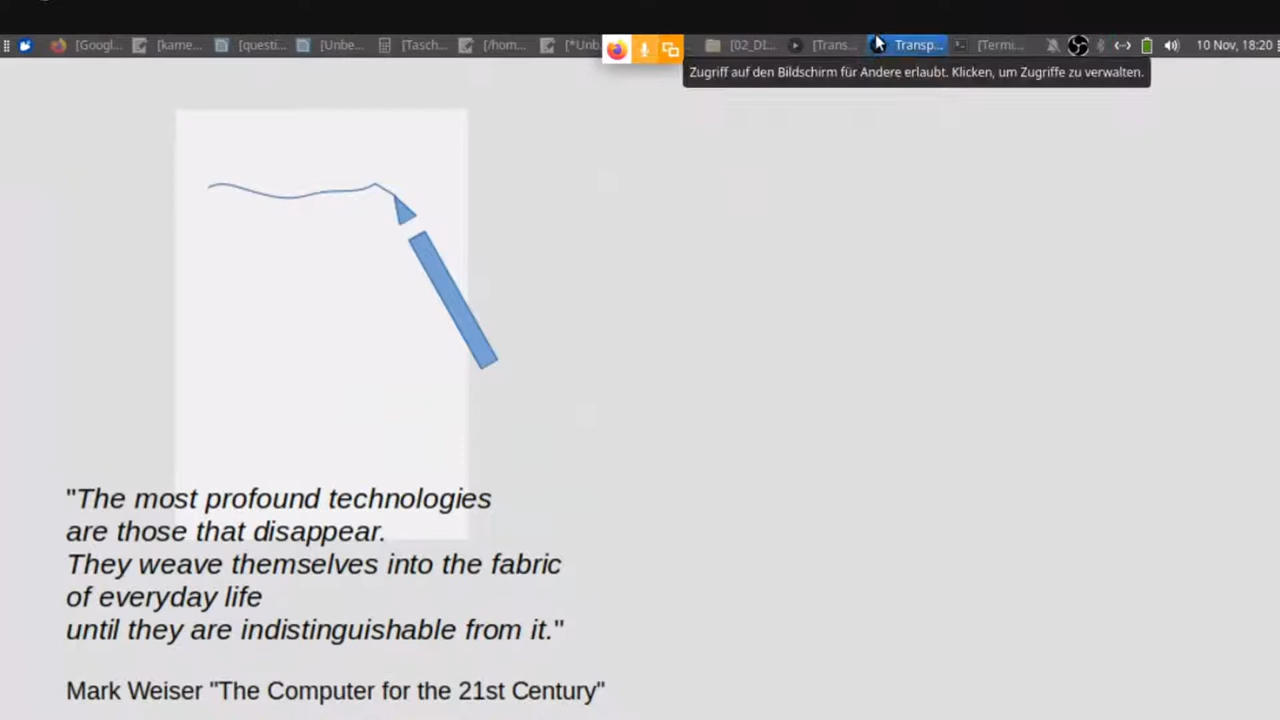 [Googl...
[kame...
[questi...
[Unbe...
[Tasch...
[/hom...
[*Unb
[02_DI...
[Trans...
Transp...
[Termi...
10 Nov, 18:20
Zugriff auf den Bildschirm für Andere erlaubt. Klicken, um Zugriffe zu verwalten.
"The most profound technologies
are those that disappear.
They weave themselves into the fabric
of everyday life
until they are indistinguishable from it."
Mark Weiser "The Computer for the 21st Century"